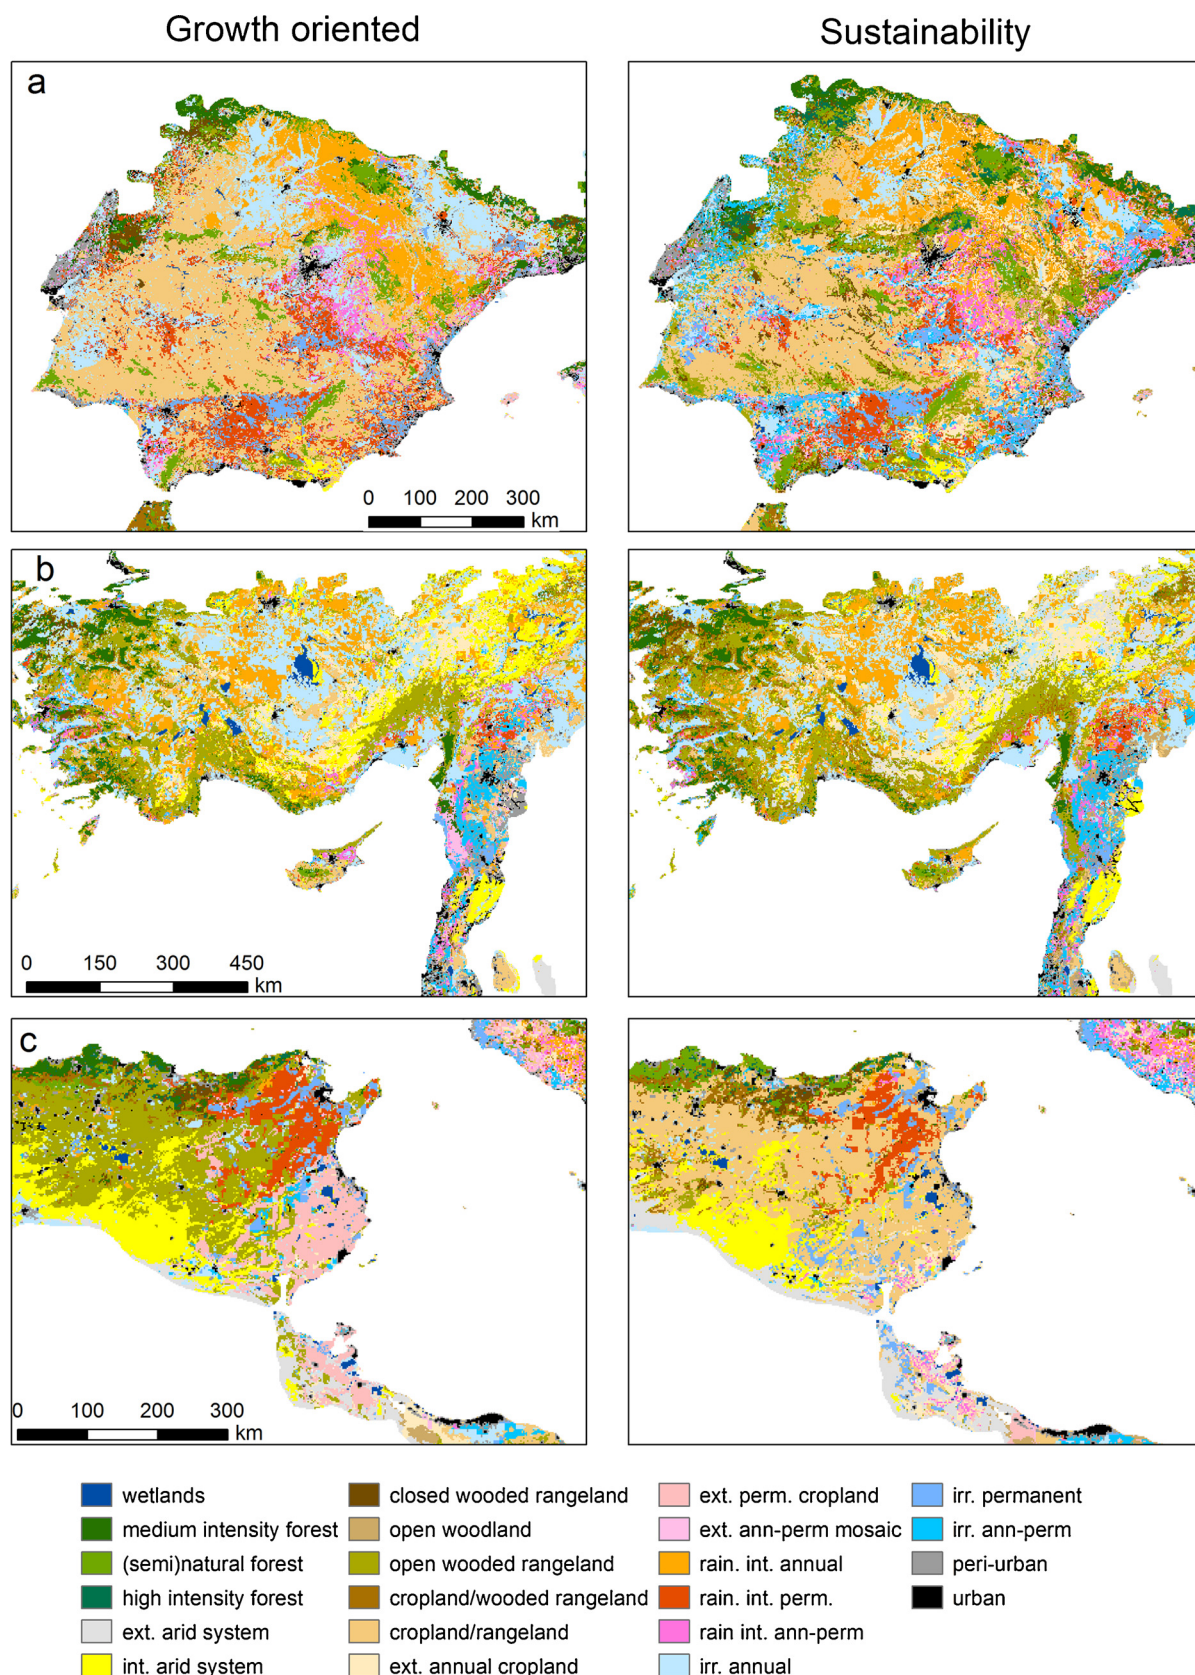 Growth oriented
Sustainability
a
0 100 200 300
km
b
0 150 300 450
km
c
0 100 200 300
km
wetlands
medium intensity forest
(semi)natural forest
high intensity forest
ext. arid system
int. arid system
closed wooded rangeland
open woodland
open wooded rangeland
cropland/wooded rangeland
cropland/rangeland
ext. annual cropland
ext. perm. cropland
ext. ann-perm mosaic
rain. int. annual
rain. int. perm.
rain int. ann-perm
irr. annual
irr. permanent
irr. ann-perm
peri-urban
urban